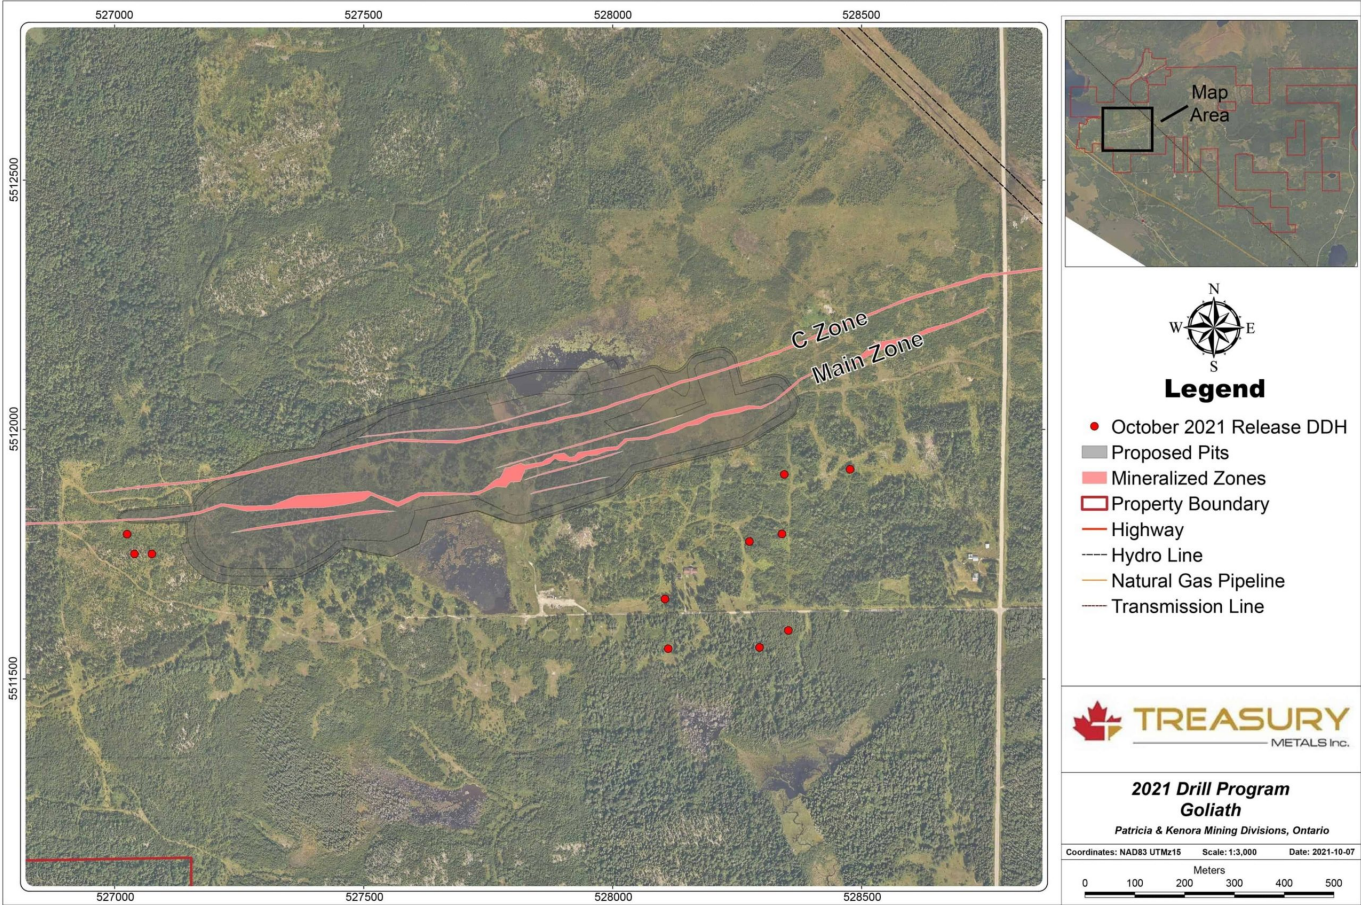 527000
527500
528000
528500
5512500
5512000
5511500
C Zone
Main Zone
527000
527500
528000
528500
Map
Area
N
W
E
S
Legend
October 2021 Release DDH
Proposed Pits
Mineralized Zones
Property Boundary
Highway
Hydro Line
Natural Gas Pipeline
Transmission Line
TREASURY
METALS Inc.
2021 Drill Program
Goliath
Patricia & Kenora Mining Divisions, Ontario
Coordinates: NAD83 UTMz15 Scale: 1:3,000 Date: 2021-10-07
Meters
0 100 200 300 400 500